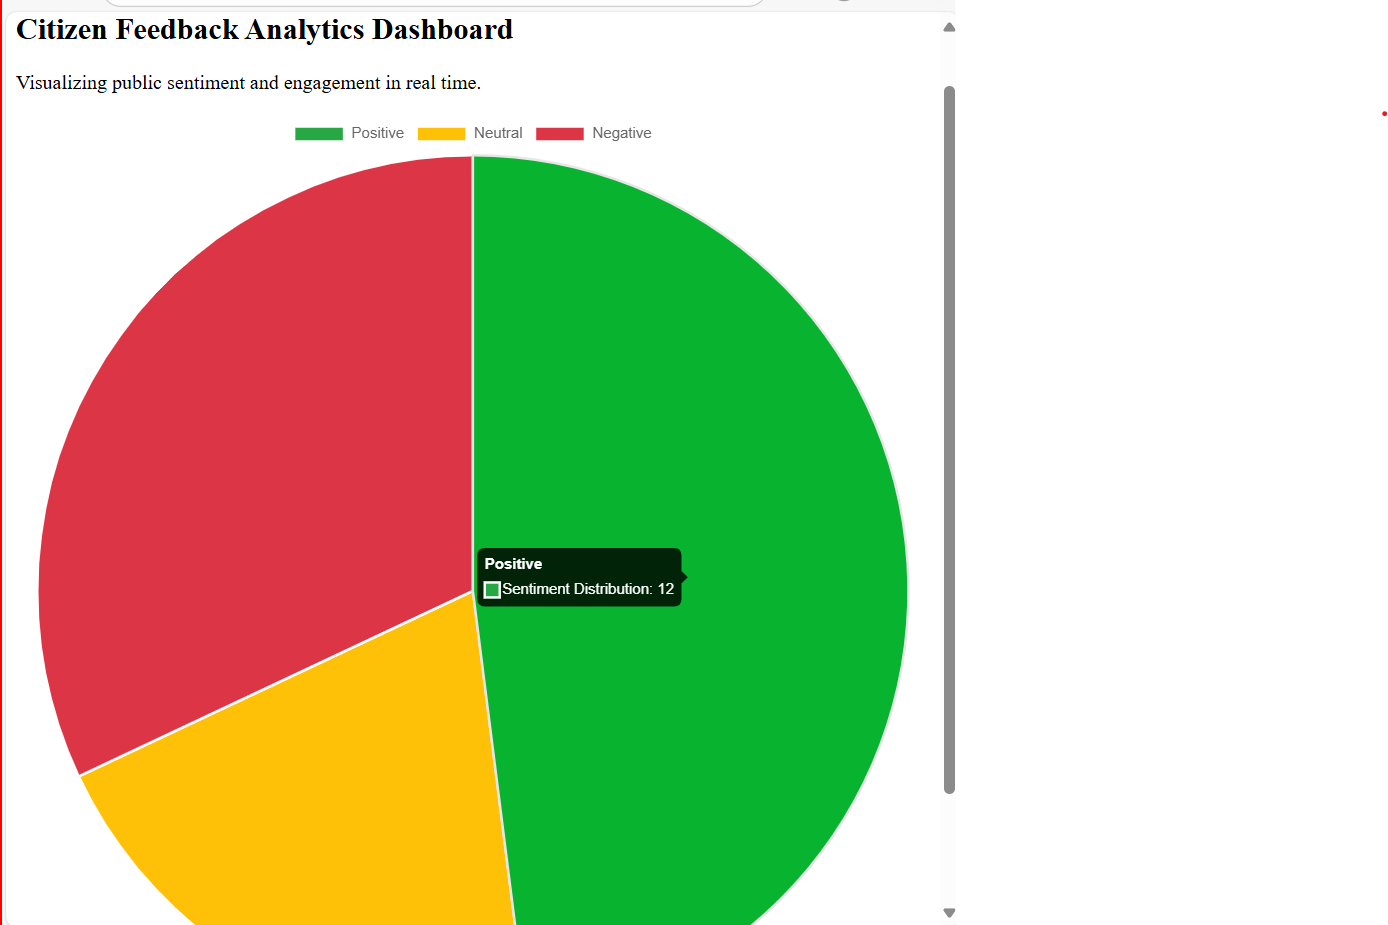 Citizen Feedback Analytics Dashboard
Visualizing public sentiment and engagement in real time.
Positive Neutral Negative
Positive
Sentiment Distribution: 12